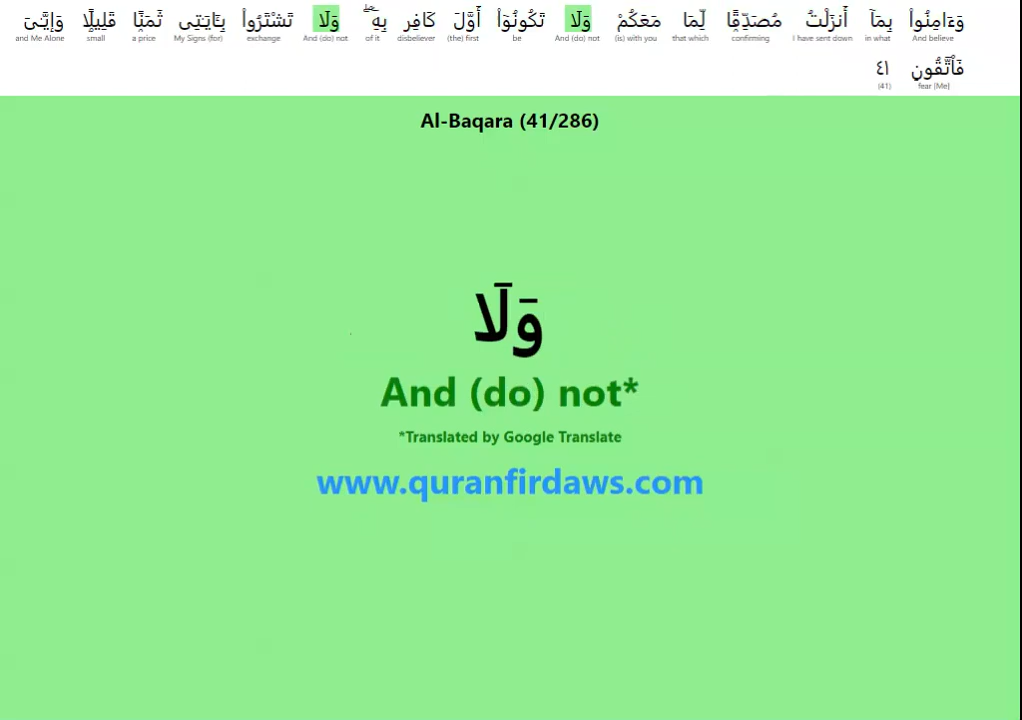 وَءَامِنُوا۟ بِمَآ أَنزَلْتُ مُصَدِّقًا لِّمَا مَعَكُمْ وَلَا تَكُونُوٓا۟ أَوَّلَ كَافِرٍ بِهِۦ ۖ وَلَا تَشْتَرُوا۟ بِـَٔايَـٰتِى ثَمَنًا قَلِيلًا وَإِيَّـٰىَ
And believe in what I have sent down confirming that which (is) with you And (do) not be (the) first disbeliever of it And (do) not exchange My Signs (for) a price small and Me Alone
فَٱتَّقُونِ ٤١
fear [Me] (41)
Al-Baqara (41/286)
وَلَا
And (do) not*
*Translated by Google Translate
www.quranfirdaws.com